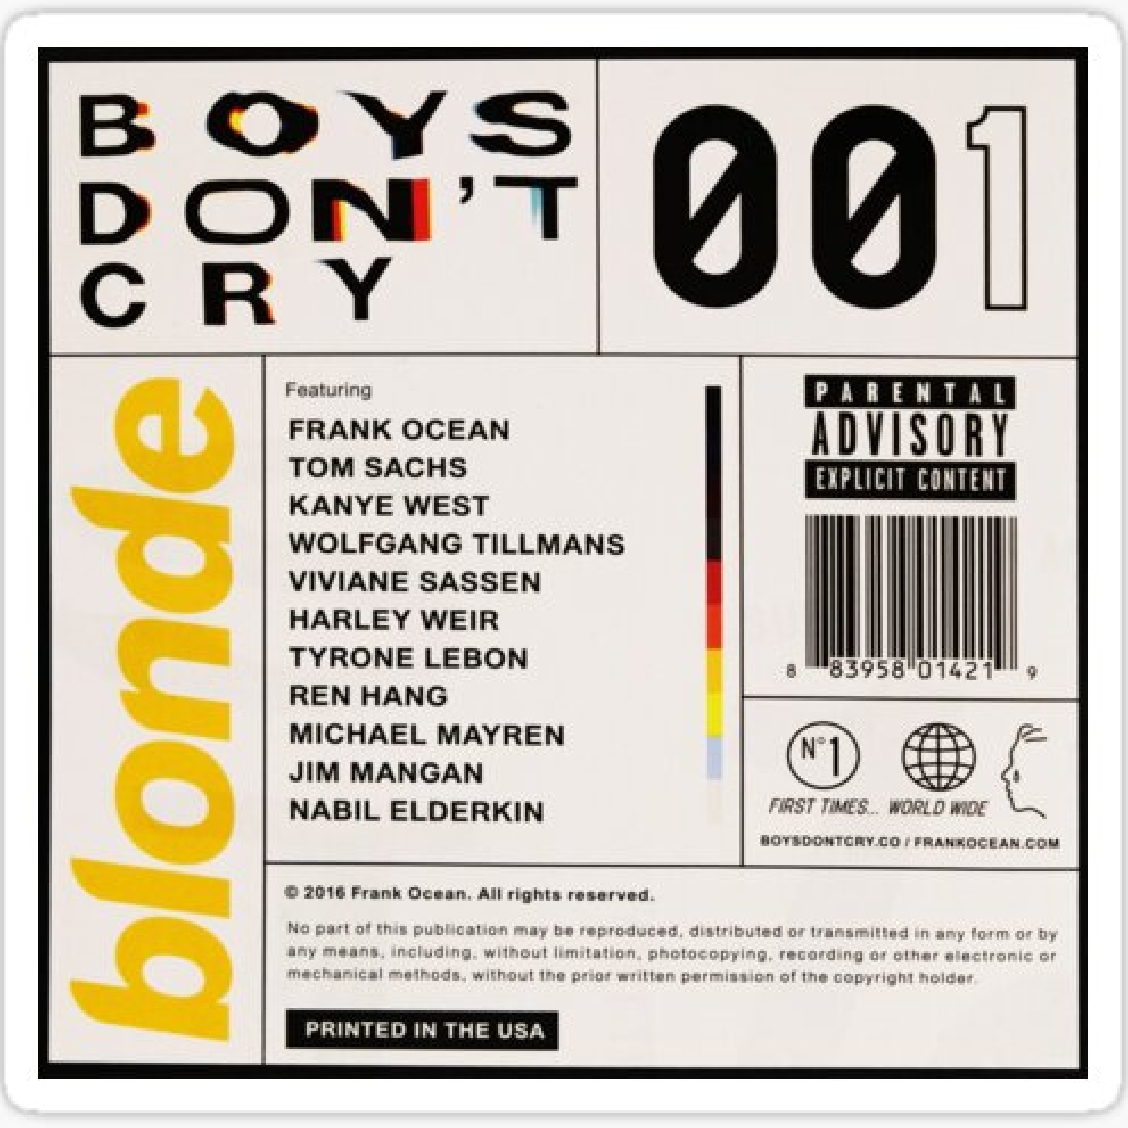 BOYS
DON'T
CRY
001
blonde
Featuring
FRANK OCEAN
TOM SACHS
KANYE WEST
WOLFGANG TILLMANS
VIVIANE SASSEN
HARLEY WEIR
TYRONE LEBON
REN HANG
MICHAEL MAYREN
JIM MANGAN
NABIL ELDERKIN
PARENTAL
ADVISORY
EXPLICIT CONTENT
8 83958 01421 9
N°1
FIRST TIMES... WORLD WIDE
BOYSDONTCRY.CO / FRANKOCEAN.COM
© 2016 Frank Ocean. All rights reserved.
No part of this publication may be reproduced, distributed or transmitted in any form or by
any means, including, without limitation, photocopying, recording or other electronic or
mechanical methods, without the prior written permission of the copyright holder.
PRINTED IN THE USA